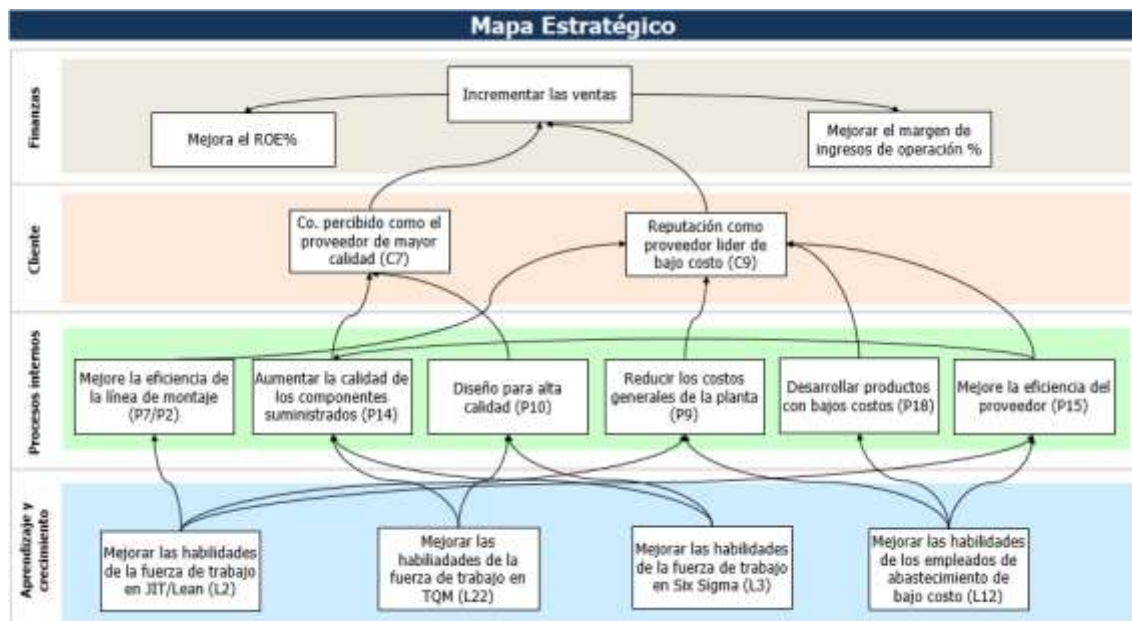 Mapa Estratégico
Finanzas
Incrementar las ventas
Mejora el ROE%
Mejorar el margen de
ingresos de operación %
Cliente
Co. percibido como el
proveedor de mayor
calidad (C7)
Reputación como
proveedor lider de
bajo costo (C9)
Procesos internos
Mejore la eficiencia de
la línea de montaje
(P7/P2)
Aumentar la calidad de
los componentes
suministrados (P14)
Diseño para alta
calidad (P10)
Reducir los costos
generales de la planta
(P9)
Desarrollar productos
con bajos costos (P18)
Mejore la eficiencia del
proveedor (P15)
Aprendizaje y
crecimiento
Mejorar las habilidades
de la fuerza de trabajo
en JIT/Lean (L2)
Mejorar las
habiliadades de la
fuerza de trabajo en
TQM (L22)
Mejorar las habilidades
de la fuerza de trabajo
en Six Sigma (L3)
Mejorar las habilidades
de los empleados de
abastecimiento de
bajo costo (L12)